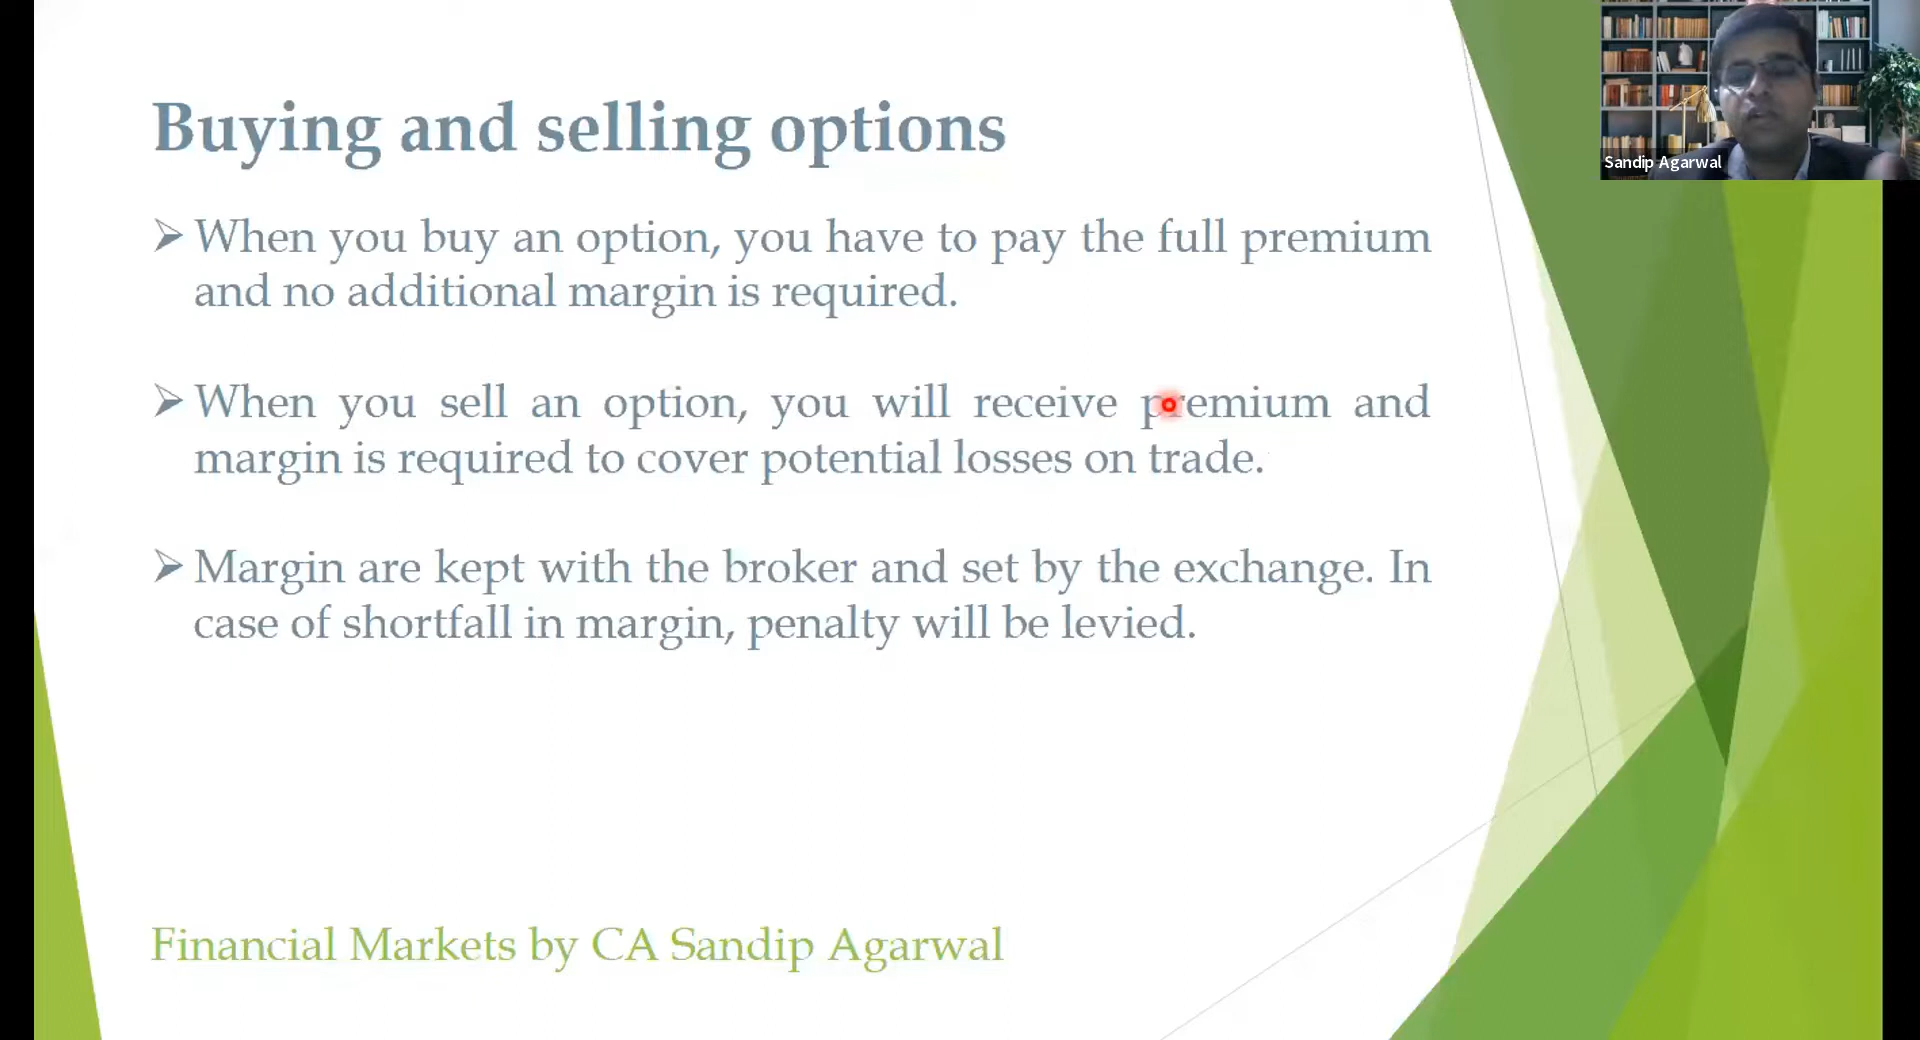 Buying and selling options
When you buy an option, you have to pay the full premium
and no additional margin is required.
When you sell an option, you will receive premium and
margin is required to cover potential losses on trade.
Margin are kept with the broker and set by the exchange. In
case of shortfall in margin, penalty will be levied.
Financial Markets by CA Sandip Agarwal
Sandip Agarwal